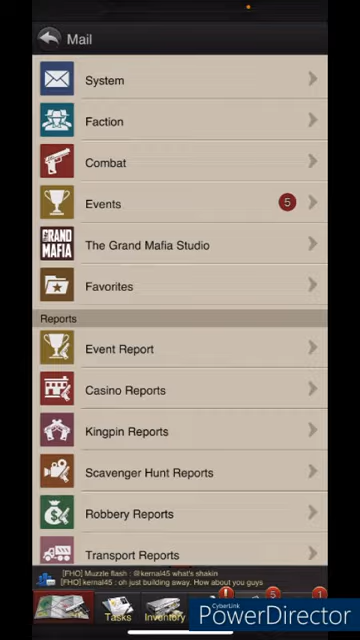 Mail
System
Faction
Combat
Events
5
GRAND
MAFIA
The Grand Mafia Studio
Favorites
Reports
Event Report
Casino Reports
Kingpin Reports
Scavenger Hunt Reports
Robbery Reports
Transport Reports
[FHO] Muzzle flash : @kernal45 what's shakin
[FHO] kernal45 : oh just building away. How about you guys
Tasks
Inventory
5
1
CyberLink
PowerDirector